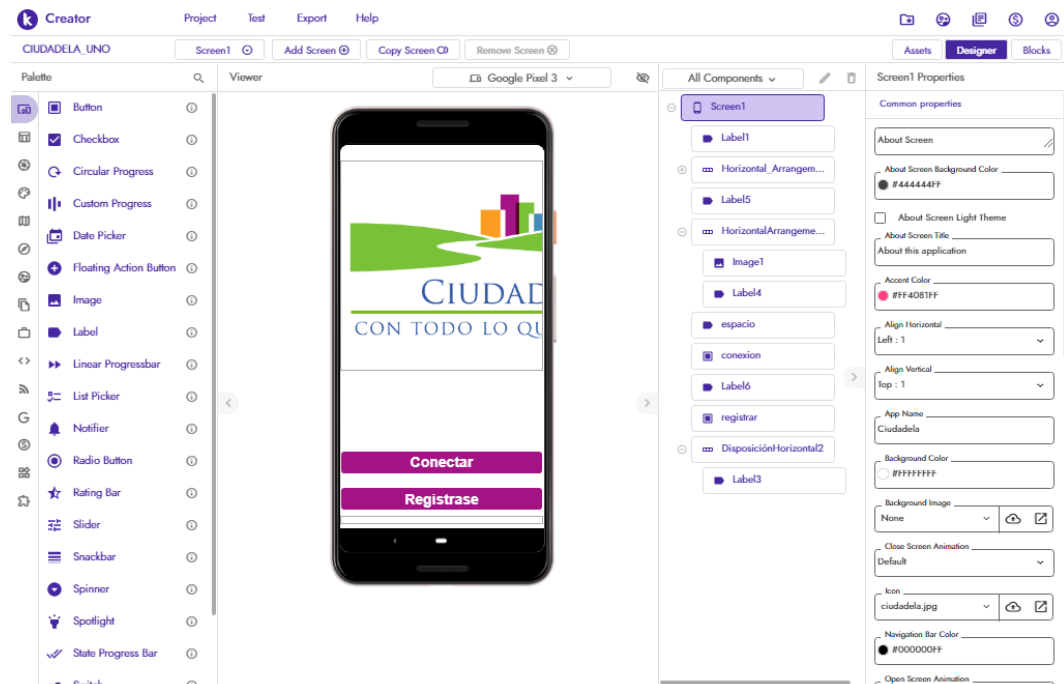 Creator
Project
Test
Export
Help
CIUDADELA_UNO
Screen1
Add Screen
Copy Screen
Remove Screen
Assets
Designer
Blocks
Palette
Button
Checkbox
Circular Progress
Custom Progress
Date Picker
Floating Action Button
Image
Label
Linear Progressbar
List Picker
Notifier
Radio Button
Rating Bar
Slider
Snackbar
Spinner
Spotlight
State Progress Bar
Switch
Viewer
Google Pixel 3
CIUDAD
CON TODO LO QU
Conectar
Registrase
All Components
Screen1
Label1
Horizontal_Arrangem...
Label5
HorizontalArrangeme...
Image1
Label4
espacio
conexion
Label6
registrar
DisposiciónHorizontal2
Label3
Screen1 Properties
Common properties
About Screen
About Screen Background Color
#444444FF
About Screen Light Theme
About Screen Title
About this application
Accent Color
#FF4081FF
Align Horizontal
Left : 1
Align Vertical
Top : 1
App Name
Ciudadela
Background Color
#FFFFFFFF
Background Image
None
Close Screen Animation
Default
Icon
ciudadela.jpg
Navigation Bar Color
#000000FF
Open Screen Animation